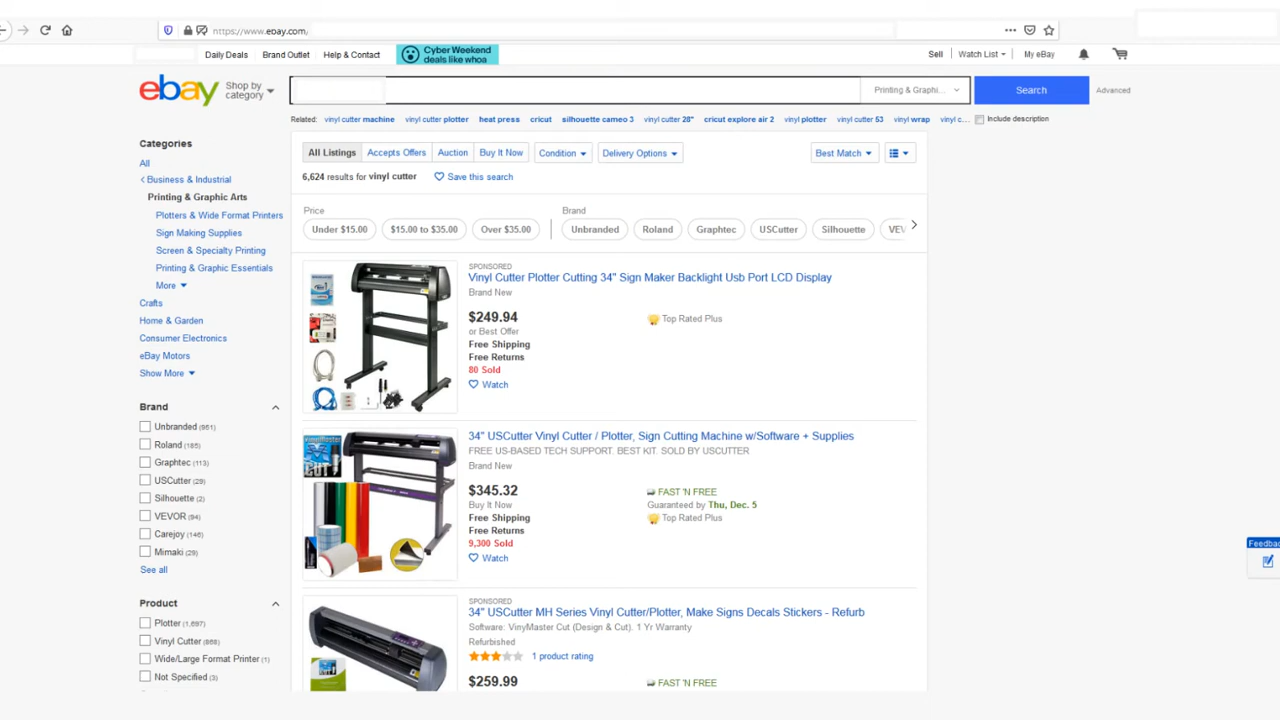 https://www.ebay.com/
Daily Deals
Brand Outlet
Help & Contact
Cyber Weekend
deals like whoa
Sell
Watch List
My eBay
ebay
Shop by
category
Printing & Graphi...
Search
Advanced
Related:
vinyl cutter machine
vinyl cutter plotter
heat press
cricut
silhouette cameo 3
vinyl cutter 28"
cricut explore air 2
vinyl plotter
vinyl cutter 53
vinyl wrap
vinyl c...
Include description
Categories
All
Business & Industrial
Printing & Graphic Arts
Plotters & Wide Format Printers
Sign Making Supplies
Screen & Specialty Printing
Printing & Graphic Essentials
More
Crafts
Home & Garden
Consumer Electronics
eBay Motors
Show More
Brand
Unbranded (951)
Roland (185)
Graphtec (113)
USCutter (29)
Silhouette (2)
VEVOR (94)
Carejoy (146)
Mimaki (29)
See all
Product
Plotter (1,697)
Vinyl Cutter (868)
Wide/Large Format Printer (1)
Not Specified (3)
All Listings
Accepts Offers
Auction
Buy It Now
Condition
Delivery Options
Best Match
6,624 results for vinyl cutter
Save this search
Price
Under $15.00
$15.00 to $35.00
Over $35.00
Brand
Unbranded
Roland
Graphtec
USCutter
Silhouette
VEV
SPONSORED
Vinyl Cutter Plotter Cutting 34" Sign Maker Backlight Usb Port LCD Display
Brand New
$249.94
or Best Offer
Free Shipping
Free Returns
80 Sold
Watch
Top Rated Plus
34" USCutter Vinyl Cutter / Plotter, Sign Cutting Machine w/Software + Supplies
FREE US-BASED TECH SUPPORT. BEST KIT. SOLD BY USCUTTER
Brand New
$345.32
Buy It Now
Free Shipping
Free Returns
9,300 Sold
Watch
FAST 'N FREE
Guaranteed by Thu, Dec. 5
Top Rated Plus
CUT
SPONSORED
34" USCutter MH Series Vinyl Cutter/Plotter, Make Signs Decals Stickers - Refurb
Software: VinyMaster Cut (Design & Cut). 1 Yr Warranty
Refurbished
1 product rating
$259.99
FAST 'N FREE
Feedba